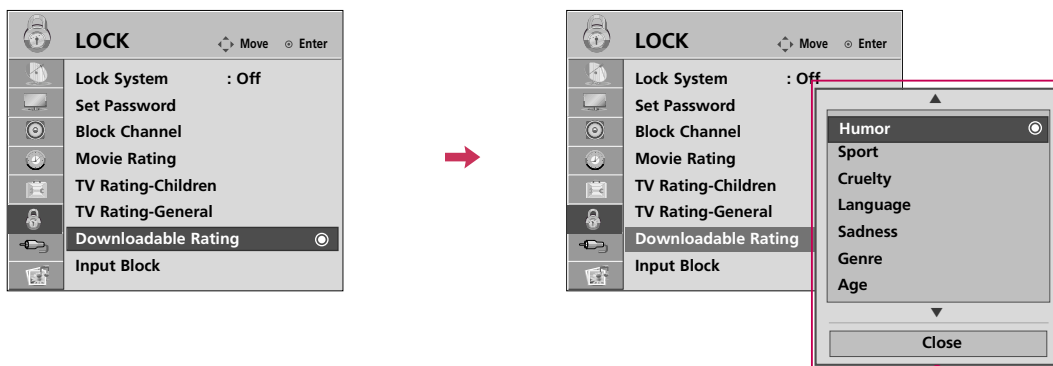 LOCK Move Enter
Lock System : Off
Set Password
Block Channel
Movie Rating
TV Rating-Children
TV Rating-General
Downloadable Rating
Input Block
LOCK Move Enter
Lock System : Off
Set Password
Block Channel
Movie Rating
TV Rating-Children
TV Rating-General
Downloadable Rating
Input Block
Humor
Sport
Cruelty
Language
Sadness
Genre
Age
Close